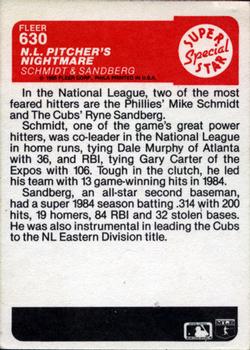 FLEER
630
SUPER
Special
STAR
N.L. PITCHER'S
NIGHTMARE
SCHMIDT & SANDBERG
© 1985 FLEER CORP., PHILA PRINTED IN U.S.A.
In the National League, two of the most
feared hitters are the Phillies' Mike Schmidt
and The Cubs' Ryne Sandberg.
Schmidt, one of the game's great power
hitters, was co-leader in the National League
in home runs, tying Dale Murphy of Atlanta
with 36, and RBI, tying Gary Carter of the
Expos with 106. Tough in the clutch, he led
his team with 13 game-winning hits in 1984.
Sandberg, an all-star second baseman,
had a super 1984 season batting .314 with 200
hits, 19 homers, 84 RBI and 32 stolen bases.
He was also instrumental in leading the Cubs
to the NL Eastern Division title.